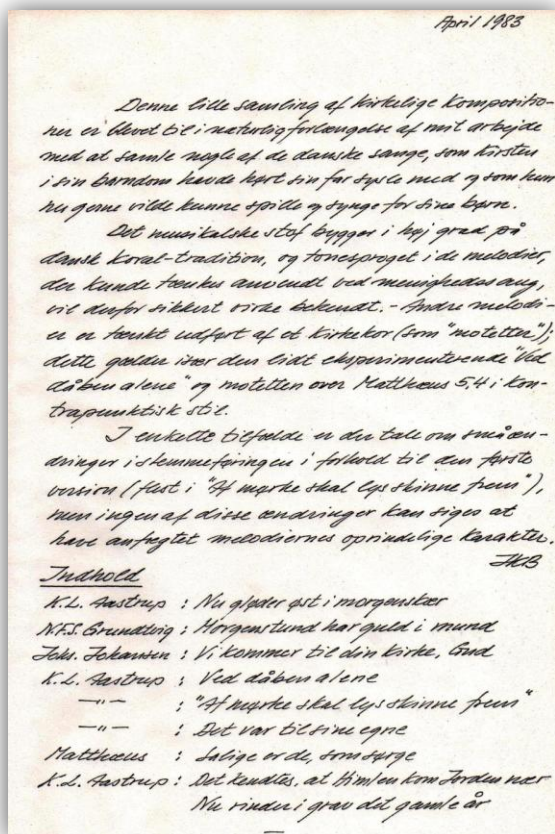 April 1983
Denne lille samling af kirkelige kompositio-
ner er blevet til i naturlig forlængelse af mit arbejde
med at samle nogle af de danske sange, som Kirsten
i sin barndom havde hørt sin far sysle med og som hun
nu gerne vilde kunne spille og synge for sine børn.
Det musikalske stof bygger i høj grad på
dansk koral-tradition, og tonesproget i de melodier,
der kunde tænkes anvendt ved menighedssang,
vil derfor sikkert virke bekendt. - Andre melodi-
er er tænkt udført af et kirkekor (som "motetter");
dette gælder især den lidt eksperimenterende "Ved
dåben alene" og motetten over Matthæus 5,4 i kon-
trapunktisk stil.
I enkelte tilfælde er der tale om småæn-
dringer i stemmeføringen i forhold til den første
version (flest i "Af mørke skal lys skinne frem"),
men ingen af disse ændringer kan siges at
have anfægtet melodiernes oprindelige karakter.
JKB
Indhold
K.L. Aastrup : Nu gløder øst i morgenskær
N.F.S. Grundtvig : Morgenstund har guld i mund
Johs. Johansen : Vi kommer til din kirke, Gud
K.L. Aastrup : Ved dåben alene
—"— : "Af mørke skal lys skinne frem"
—"— : Det var til sine egne
Matthæus : Salige er de, som sørge
K.L. Aastrup : Det kendtes, at Himlen kom Jorden nær
Nu rinder i grav det gamle år